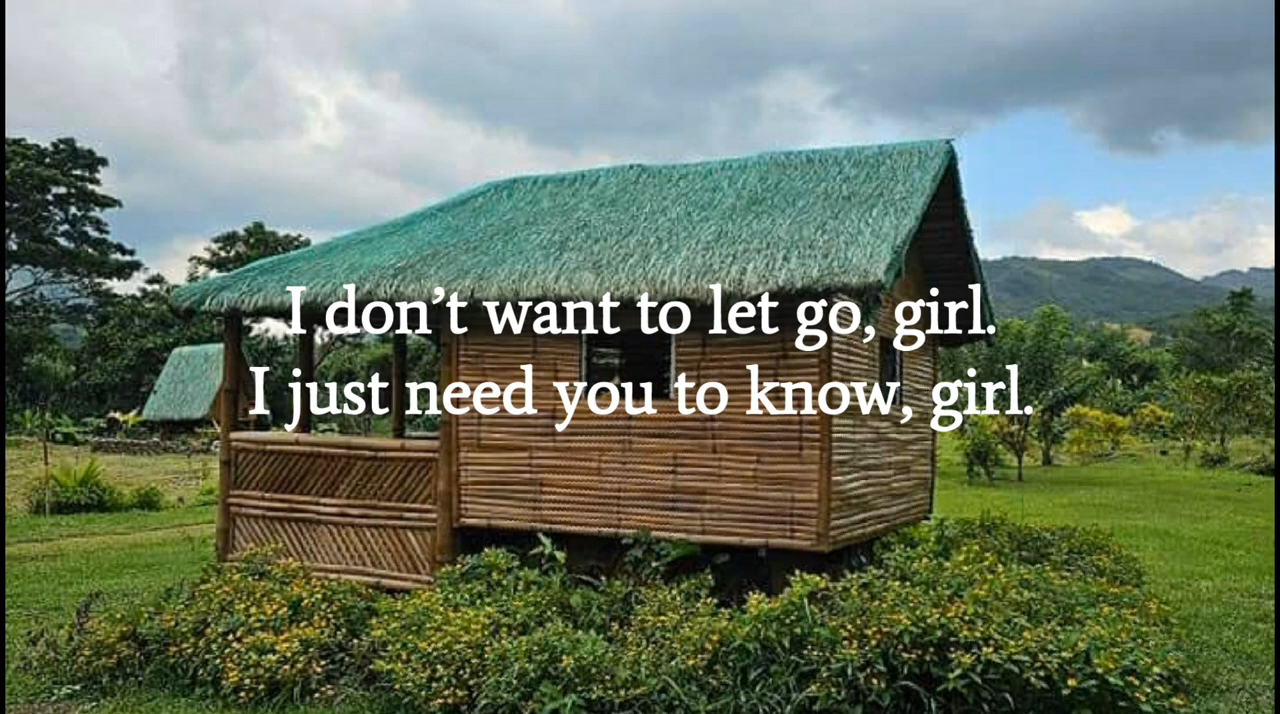 I don’t want to let go, girl.
I just need you to know, girl.